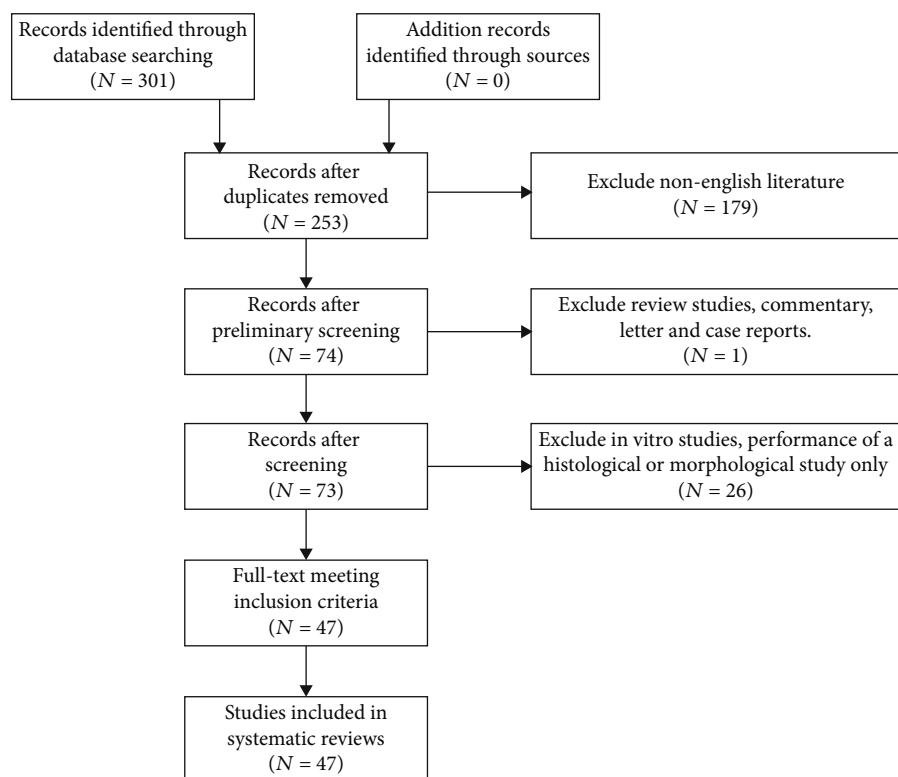 Records identified through
database searching
(N = 301)
Addition records
identified through sources
(N = 0)
Records after
duplicates removed
(N = 253)
Exclude non-english literature
(N = 179)
Records after
preliminary screening
(N = 74)
Exclude review studies, commentary,
letter and case reports.
(N = 1)
Records after
screening
(N = 73)
Exclude in vitro studies, performance of a
histological or morphological study only
(N = 26)
Full-text meeting
inclusion criteria
(N = 47)
Studies included in
systematic reviews
(N = 47)